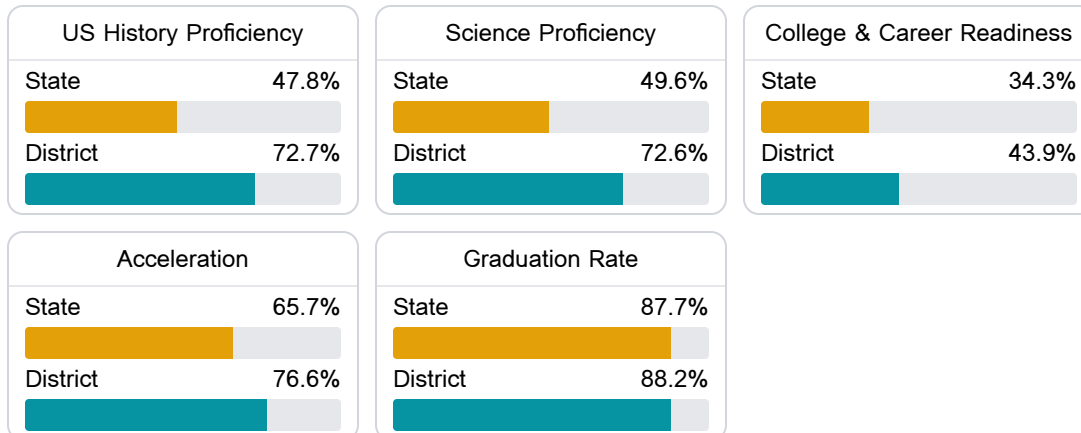 US History Proficiency
State 47.8%
District 72.7%
Science Proficiency
State 49.6%
District 72.6%
College & Career Readiness
State 34.3%
District 43.9%
Acceleration
State 65.7%
District 76.6%
Graduation Rate
State 87.7%
District 88.2%